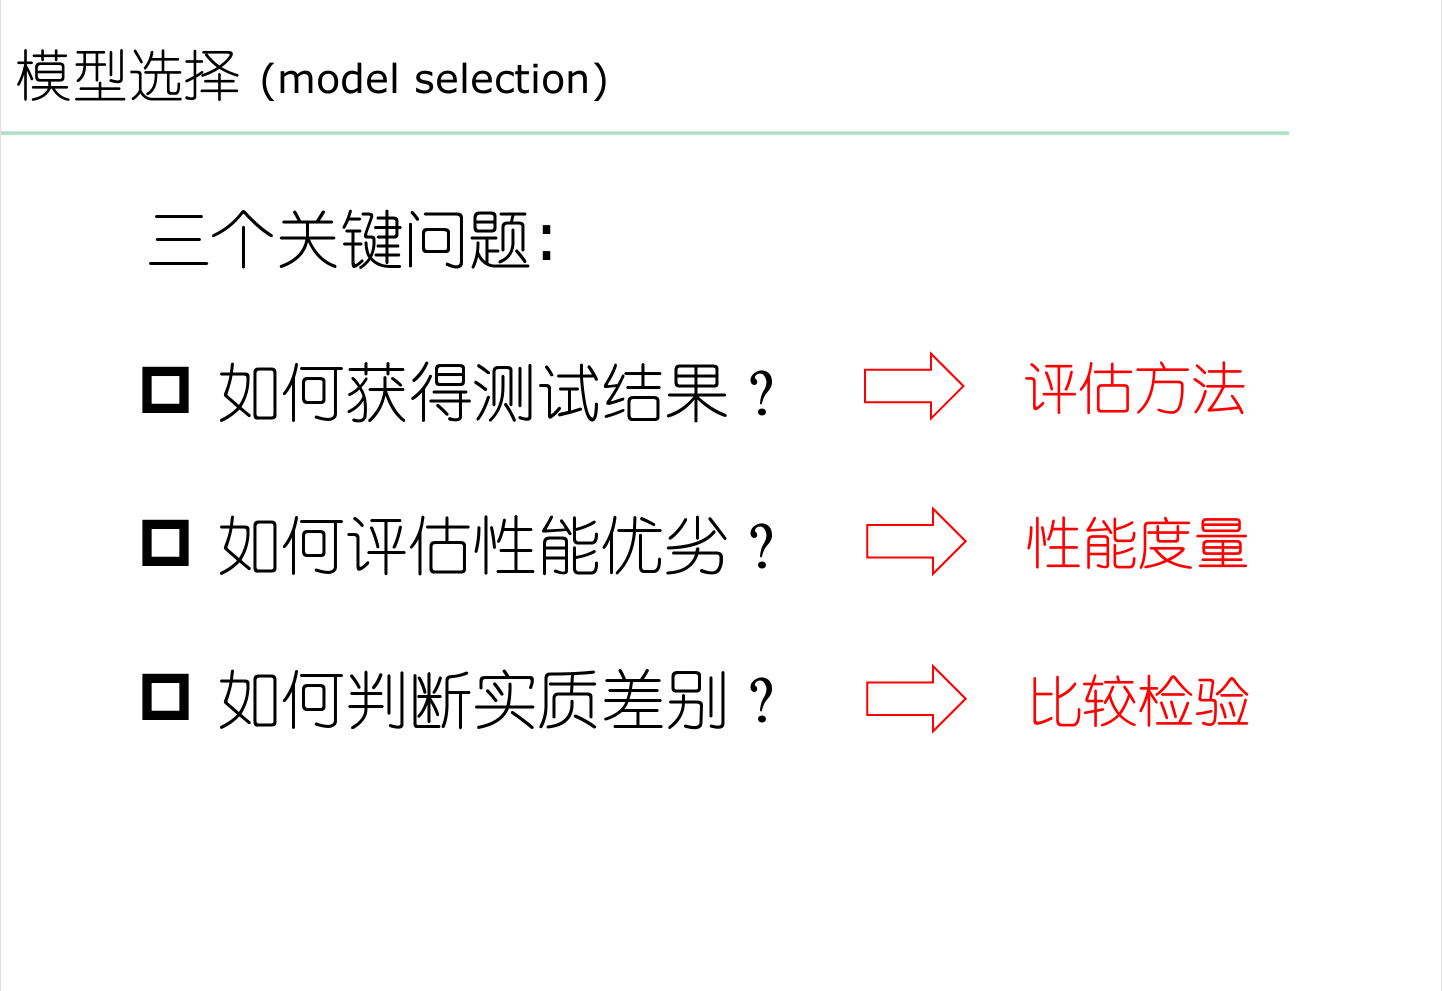 模型选择 (model selection)
三个关键问题:
如何获得测试结果? 评估方法
如何评估性能优劣? 性能度量
如何判断实质差别? 比较检验